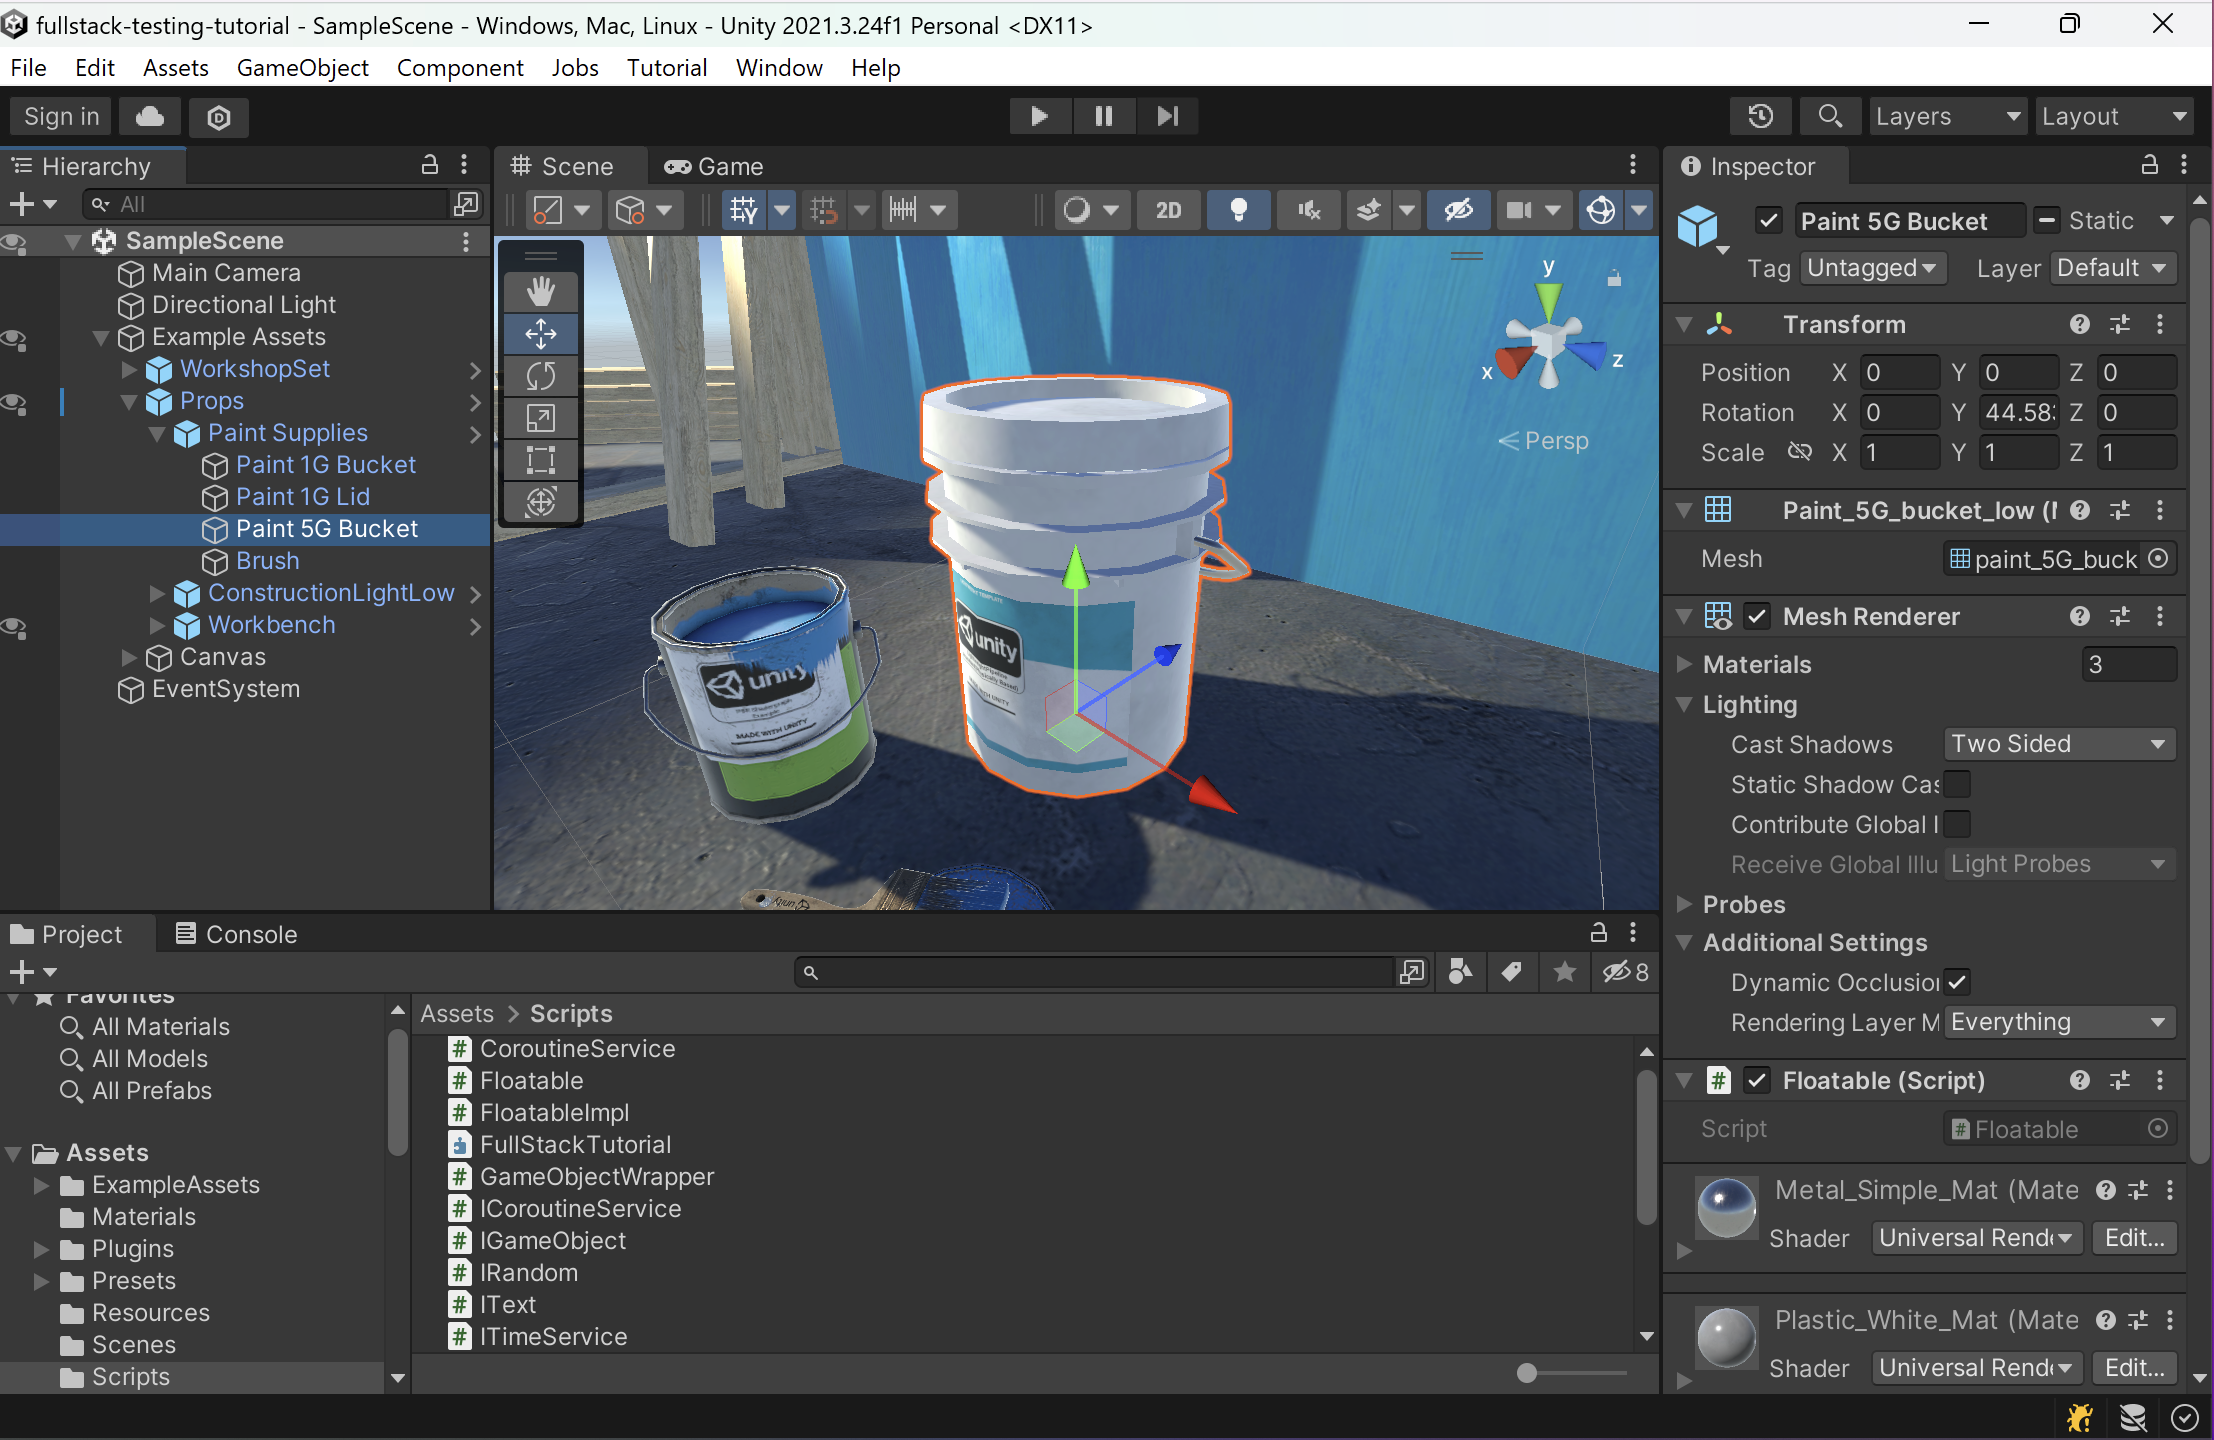 fullstack-testing-tutorial - SampleScene - Windows, Mac, Linux - Unity 2021.3.24f1 Personal <DX11>
File Edit Assets GameObject Component Jobs Tutorial Window Help
Sign in
Layers
Layout
Hierarchy
All
SampleScene
Main Camera
Directional Light
Example Assets
WorkshopSet
Props
Paint Supplies
Paint 1G Bucket
Paint 1G Lid
Paint 5G Bucket
Brush
ConstructionLightLow
Workbench
Canvas
EventSystem
Scene
Game
2D
y
x
z
Persp
unity
unity
MADE WITH UNITY
Inspector
Paint 5G Bucket
Static
Tag Untagged Layer Default
Transform
Position X 0 Y 0 Z 0
Rotation X 0 Y 44.58 Z 0
Scale X 1 Y 1 Z 1
Paint_5G_bucket_low (
Mesh paint_5G_buck
Mesh Renderer
Materials 3
Lighting
Cast Shadows Two Sided
Static Shadow Cas
Contribute Global I
Receive Global Illu Light Probes
Probes
Additional Settings
Dynamic Occlusion
Rendering Layer M Everything
Floatable (Script)
Script Floatable
Metal_Simple_Mat (Mate
Shader Universal Rende Edit...
Plastic_White_Mat (Mate
Shader Universal Rende Edit...
Project
Console
8
Favorites
All Materials
All Models
All Prefabs
Assets
ExampleAssets
Materials
Plugins
Presets
Resources
Scenes
Scripts
Assets > Scripts
CoroutineService
Floatable
FloatableImpl
FullStackTutorial
GameObjectWrapper
ICoroutineService
IGameObject
IRandom
IText
ITimeService